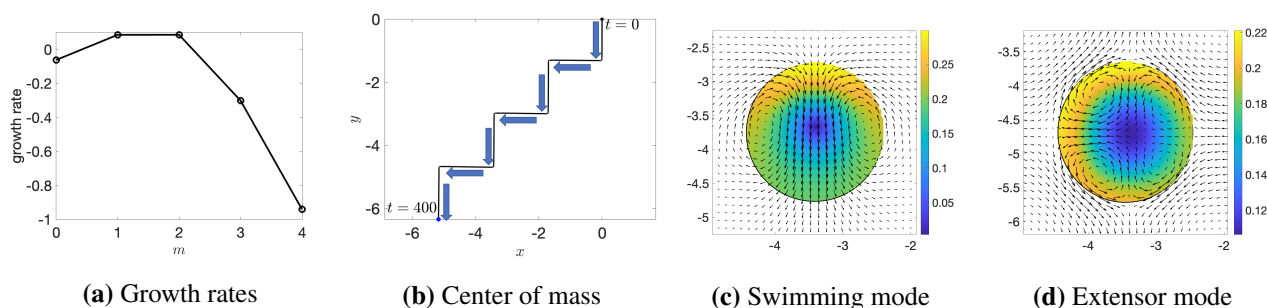 0
-0.2
-0.4
-0.6
-0.8
-1
growth rate
0 1 2 3 4
m
(a) Growth rates
0
-2
-4
-6
y
t = 0
t = 400
-6 -4 -2 0
x
(b) Center of mass
-2.5
-3
-3.5
-4
-4.5
-5
-4 -3 -2
0.25
0.2
0.15
0.1
0.05
(c) Swimming mode
-3.5
-4
-4.5
-5
-5.5
-6
-4 -3 -2
0.22
0.2
0.18
0.16
0.14
0.12
(d) Extensor mode